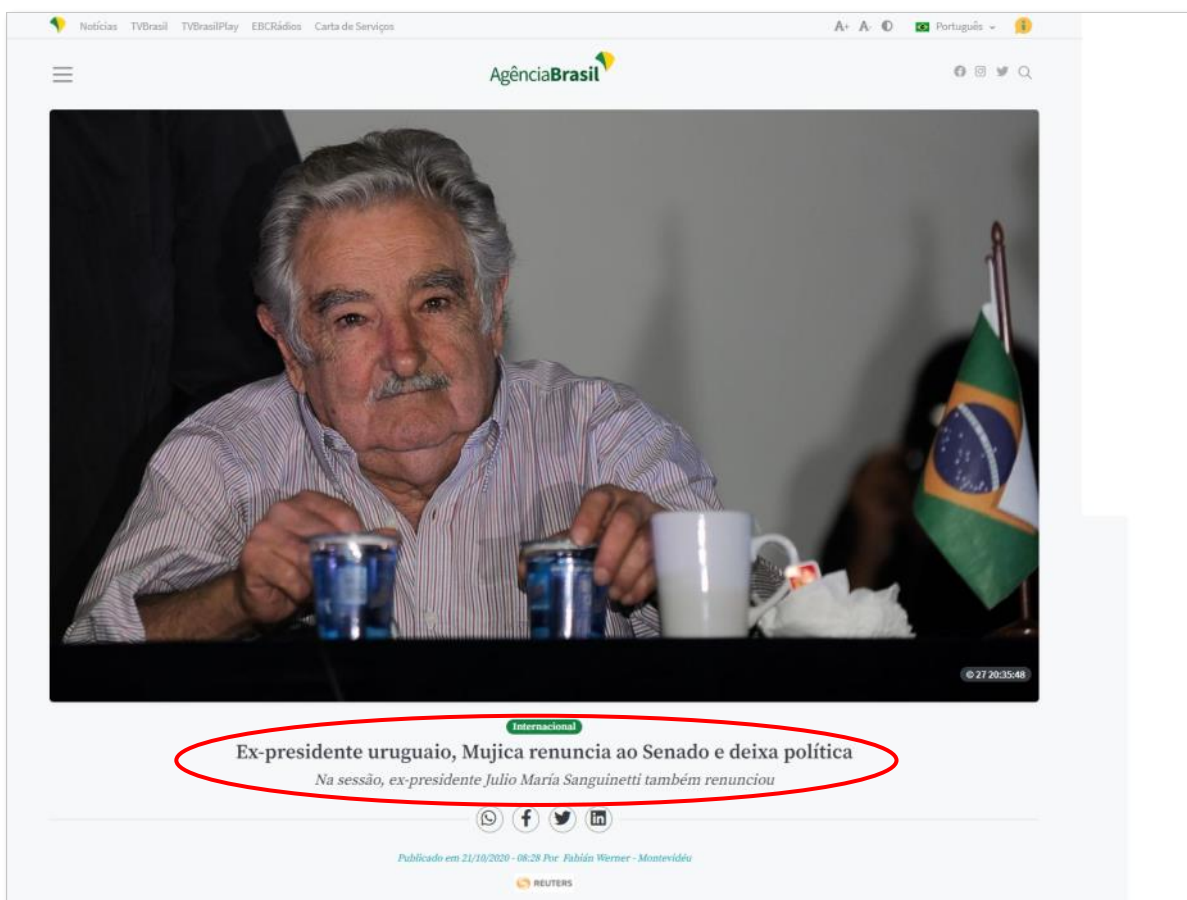 Notícias TVBrasil TVBrasilPlay EBCRádios Carta de Serviços A+ A- Português
AgênciaBrasil
© 27 20:35:48
Internacional
Ex-presidente uruguaio, Mujica renuncia ao Senado e deixa política
Na sessão, ex-presidente Julio María Sanguinetti também renunciou
Publicado em 21/10/2020 - 08:28 Por Fabián Werner - Montevidéu
REUTERS